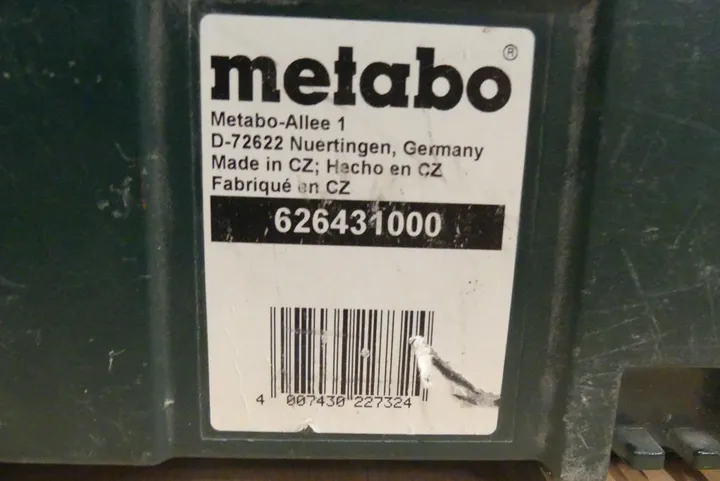 metabo®
Metabo-Allee 1
D-72622 Nuertingen, Germany
Made in CZ; Hecho en CZ
Fabriqué en CZ
626431000
4 007430 227324